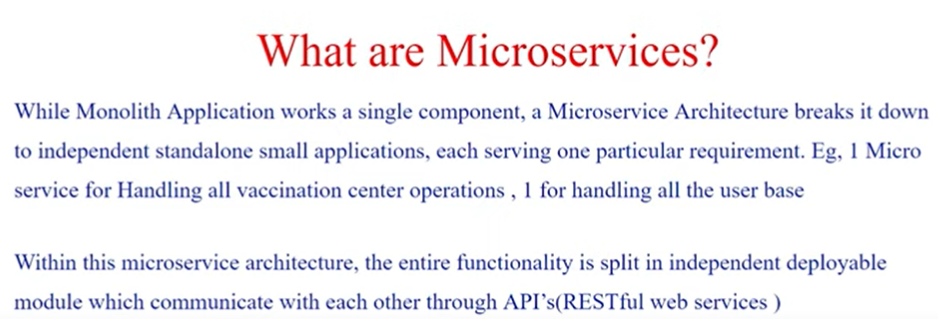 What are Microservices?
While Monolith Application works a single component, a Microservice Architecture breaks it down
to independent standalone small applications, each serving one particular requirement. Eg, 1 Micro
service for Handling all vaccination center operations , 1 for handling all the user base
Within this microservice architecture, the entire functionality is split in independent deployable
module which communicate with each other through API's(RESTful web services )